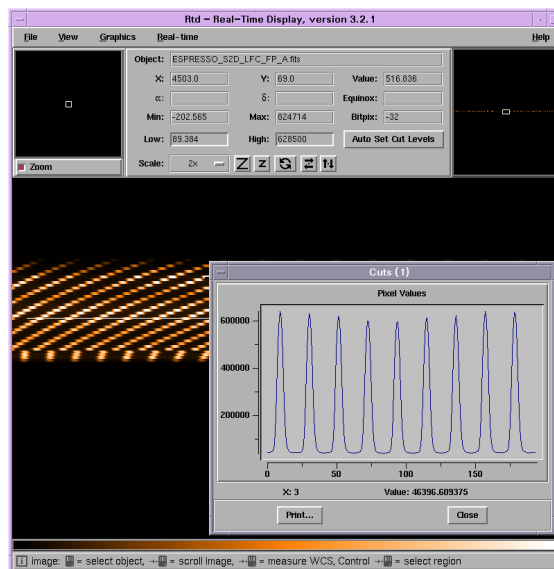 Rtd – Real-Time Display, version 3.2.1
File View Graphics Real-time Help
Object: ESPRESSO_S2D_LFC_FP_A.fits
X: 4503.0 Y: 69.0 Value: 516.836
α: δ: Equinox:
Min: -202.565 Max: 824714 Bitpix: -32
Low: 89.384 High: 628500 Auto Set Cut Levels
Zoom
Scale: 2x Z z
Cuts (1)
Pixel Values
600000
400000
200000
0 50 100 150
X: 3 Value: 46396.609375
Print... Close
image: = select object, = scroll image, = measure WCS, Control = select region